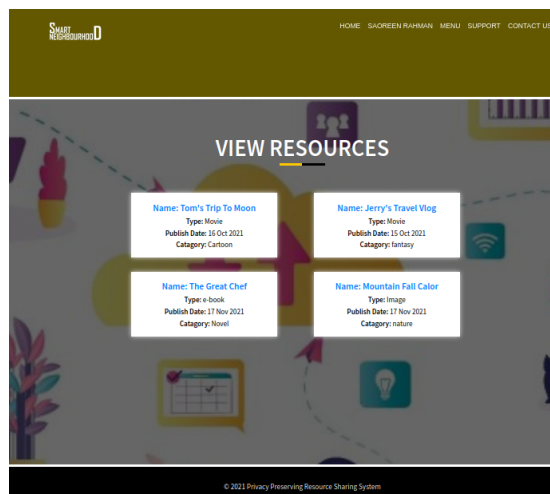 SMART
NEIGHBOURHOOD
HOME SAOREEN RAHMAN MENU SUPPORT CONTACT US
VIEW RESOURCES
Name: Tom's Trip To Moon
Type: Movie
Publish Date: 16 Oct 2021
Catagory: Cartoon
Name: Jerry's Travel Vlog
Type: Movie
Publish Date: 15 Oct 2021
Catagory: fantasy
Name: The Great Chef
Type: e-book
Publish Date: 17 Nov 2021
Catagory: Novel
Name: Mountain Fall Calor
Type: Image
Publish Date: 17 Nov 2021
Catagory: nature
© 2021 Privacy Preserving Resource Sharing System